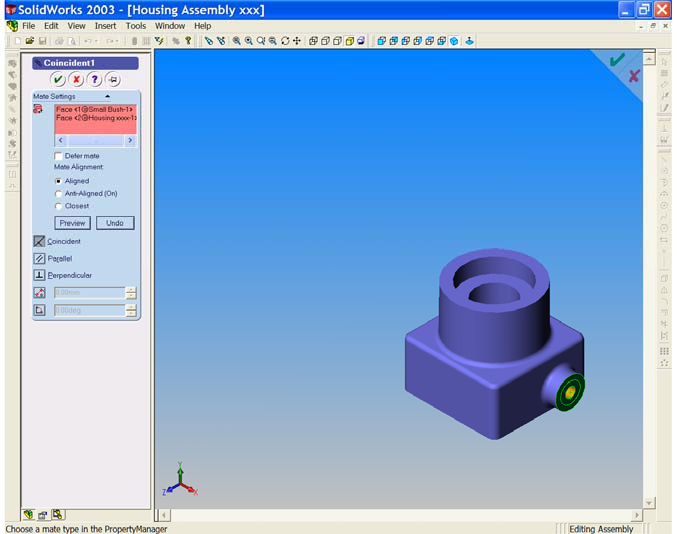 SolidWorks 2003 - [Housing Assembly xxx]
File Edit View Insert Tools Window Help
Coincident1
Mate Settings
Face <1@Small Bush-1>
Face <2@Housing xxxx-1>
Defer mate
Mate Alignment:
Aligned
Anti-Aligned (On)
Closest
Preview Undo
Coincident
Parallel
Perpendicular
0.00mm
0.00deg
Y
Z X
Choose a mate type in the PropertyManager Editing Assembly